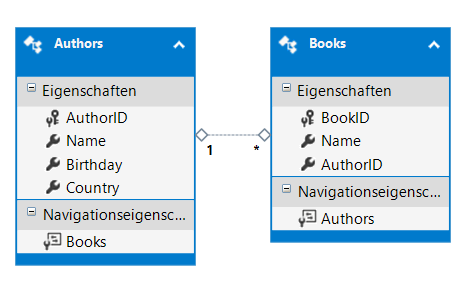 Authors
Eigenschaften
AuthorID
Name
Birthday
Country
Navigationseigensc...
Books
1
*
Books
Eigenschaften
BookID
Name
AuthorID
Navigationseigensc...
Authors